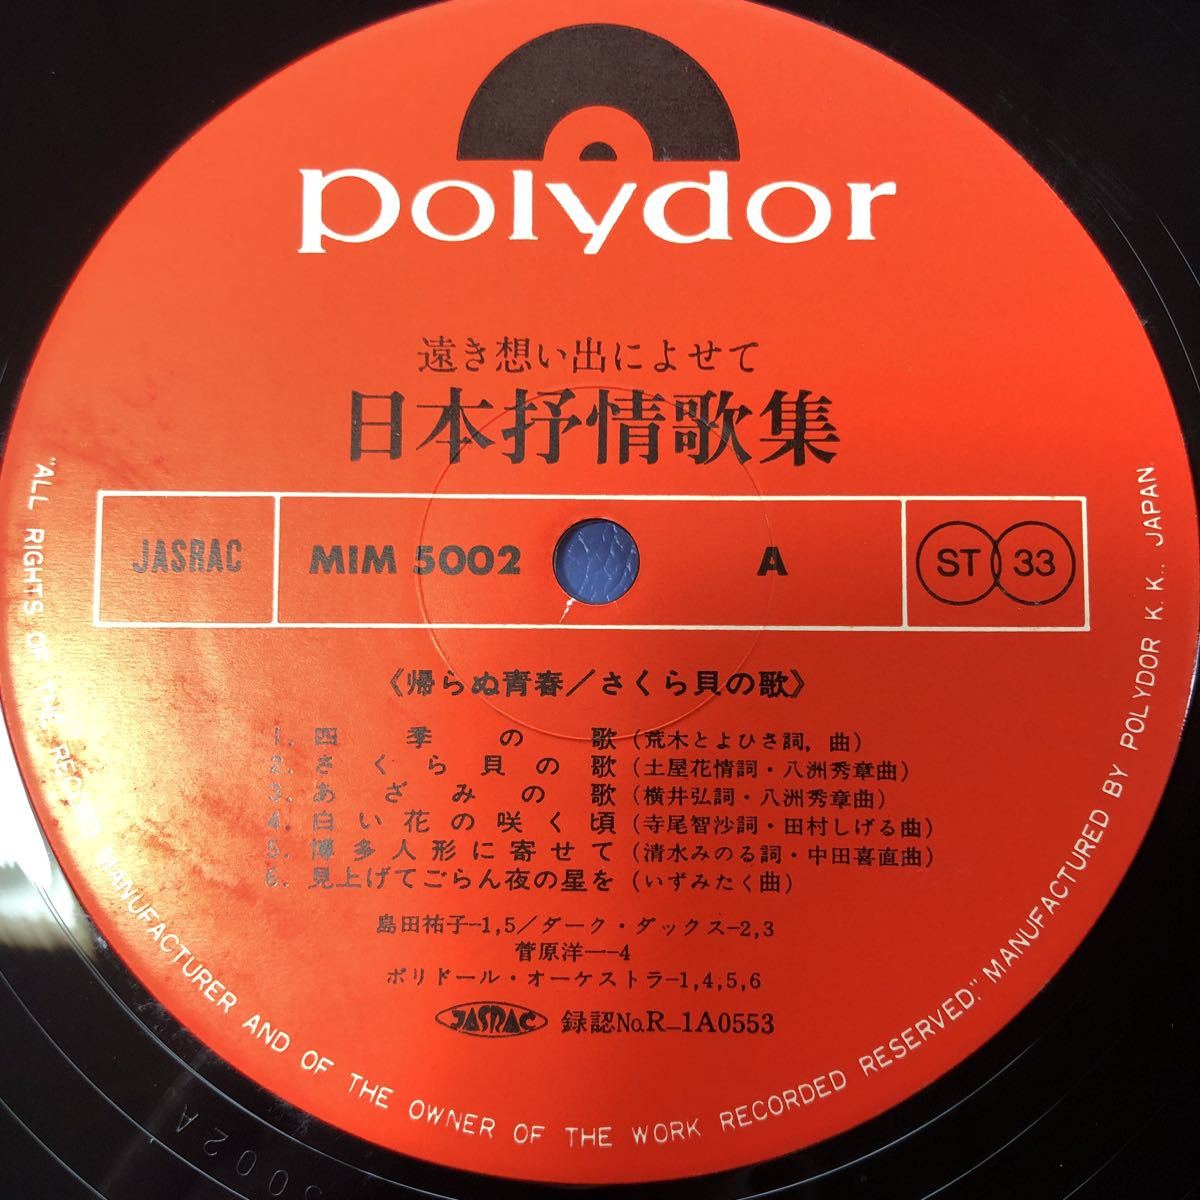 polydor
遠き想い出によせて
日本抒情歌集
JASRAC
MIM 5002
A
ST 33
《帰らぬ青春/さくら貝の歌》
1. 四季の歌 (荒木とよひさ詞, 曲)
2. さくら貝の歌 (土屋花情詞・八洲秀章曲)
3. あざみの歌 (横井弘詞・八洲秀章曲)
4. 白い花の咲く頃 (寺尾智沙詞・田村しげる曲)
5. 博多人形に寄せて (清水みのる詞・中田喜直曲)
6. 見上げてごらん夜の星を (いずみたく曲)
島田祐子-1,5/ダーク・ダックス-2,3
菅原洋一-4
ポリドール・オーケストラ-1,4,5,6
JASRAC 録認No.R-1A0553
"ALL RIGHTS OF THE RECORD MANUFACTURER AND OF THE OWNER OF THE WORK RECORDED RESERVED." MANUFACTURED BY POLYDOR K. K., JAPAN
5002 A